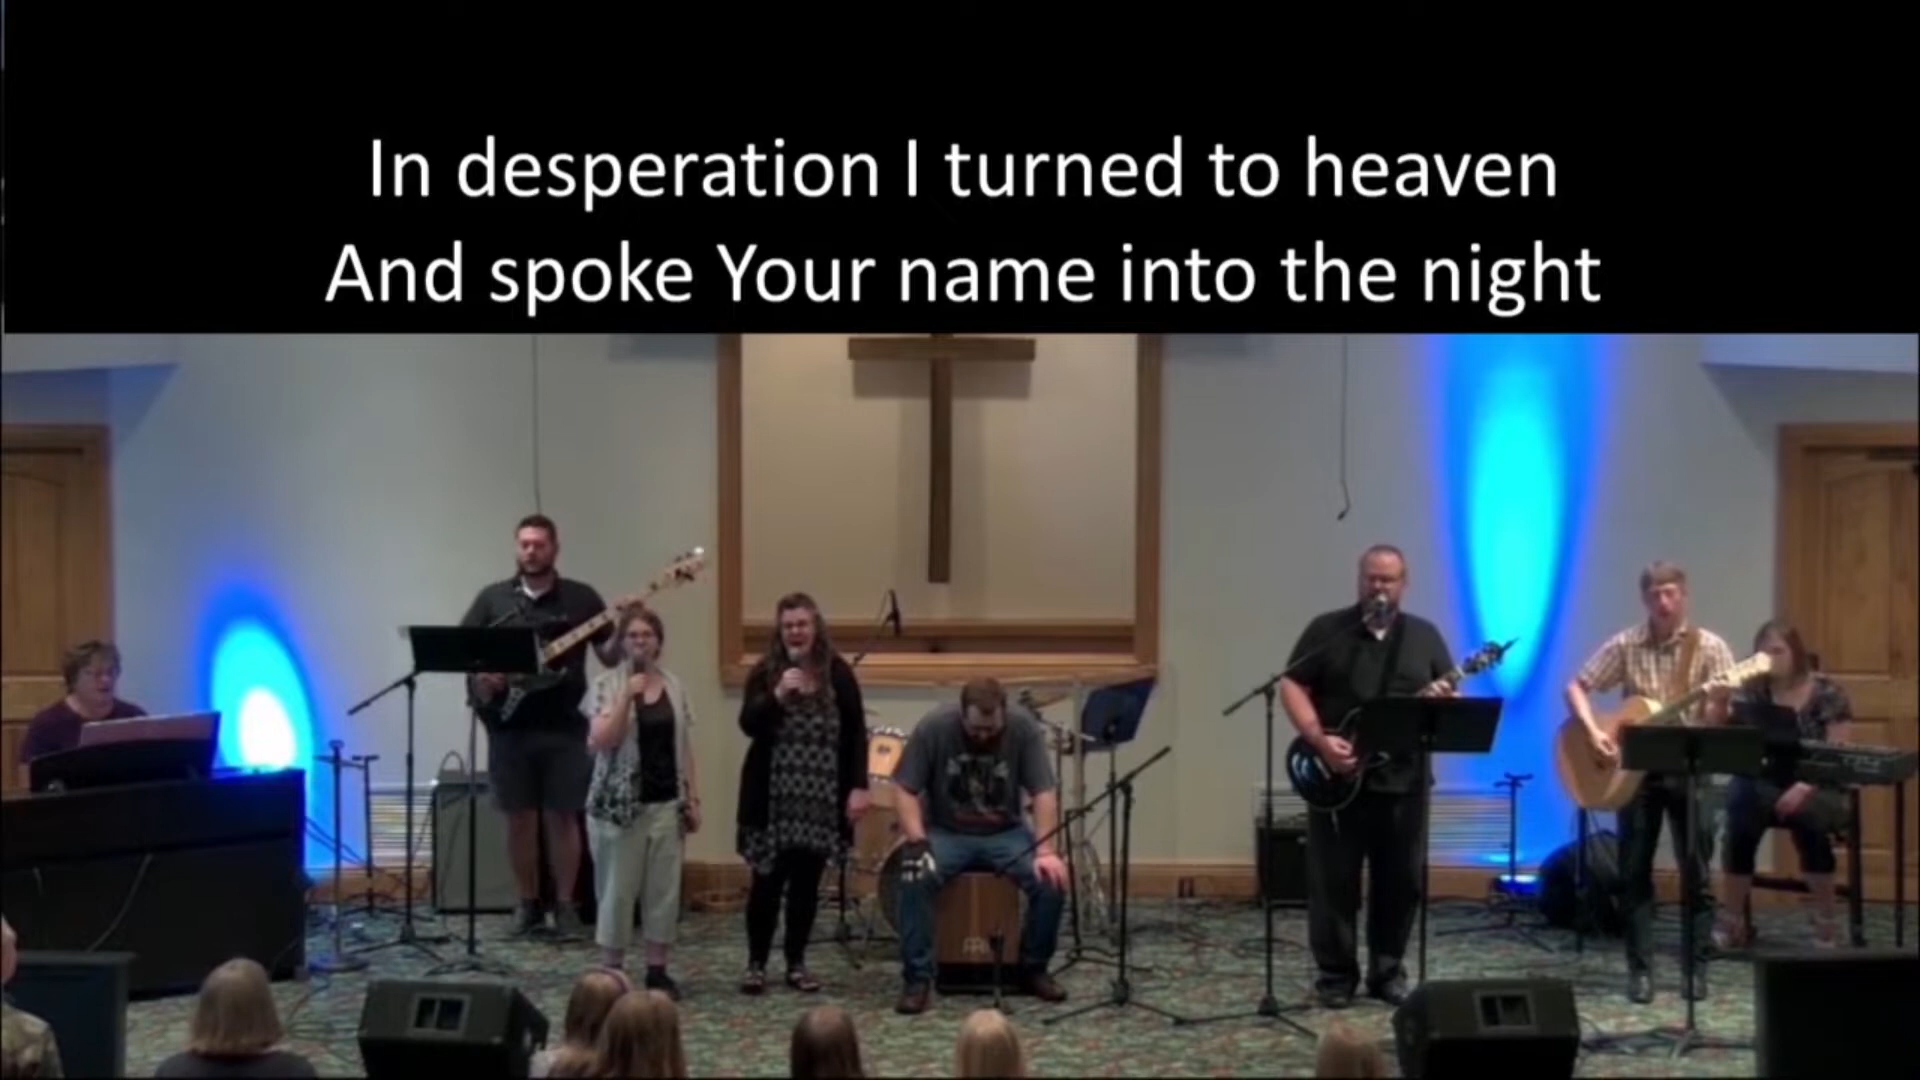 In desperation I turned to heaven
And spoke Your name into the night